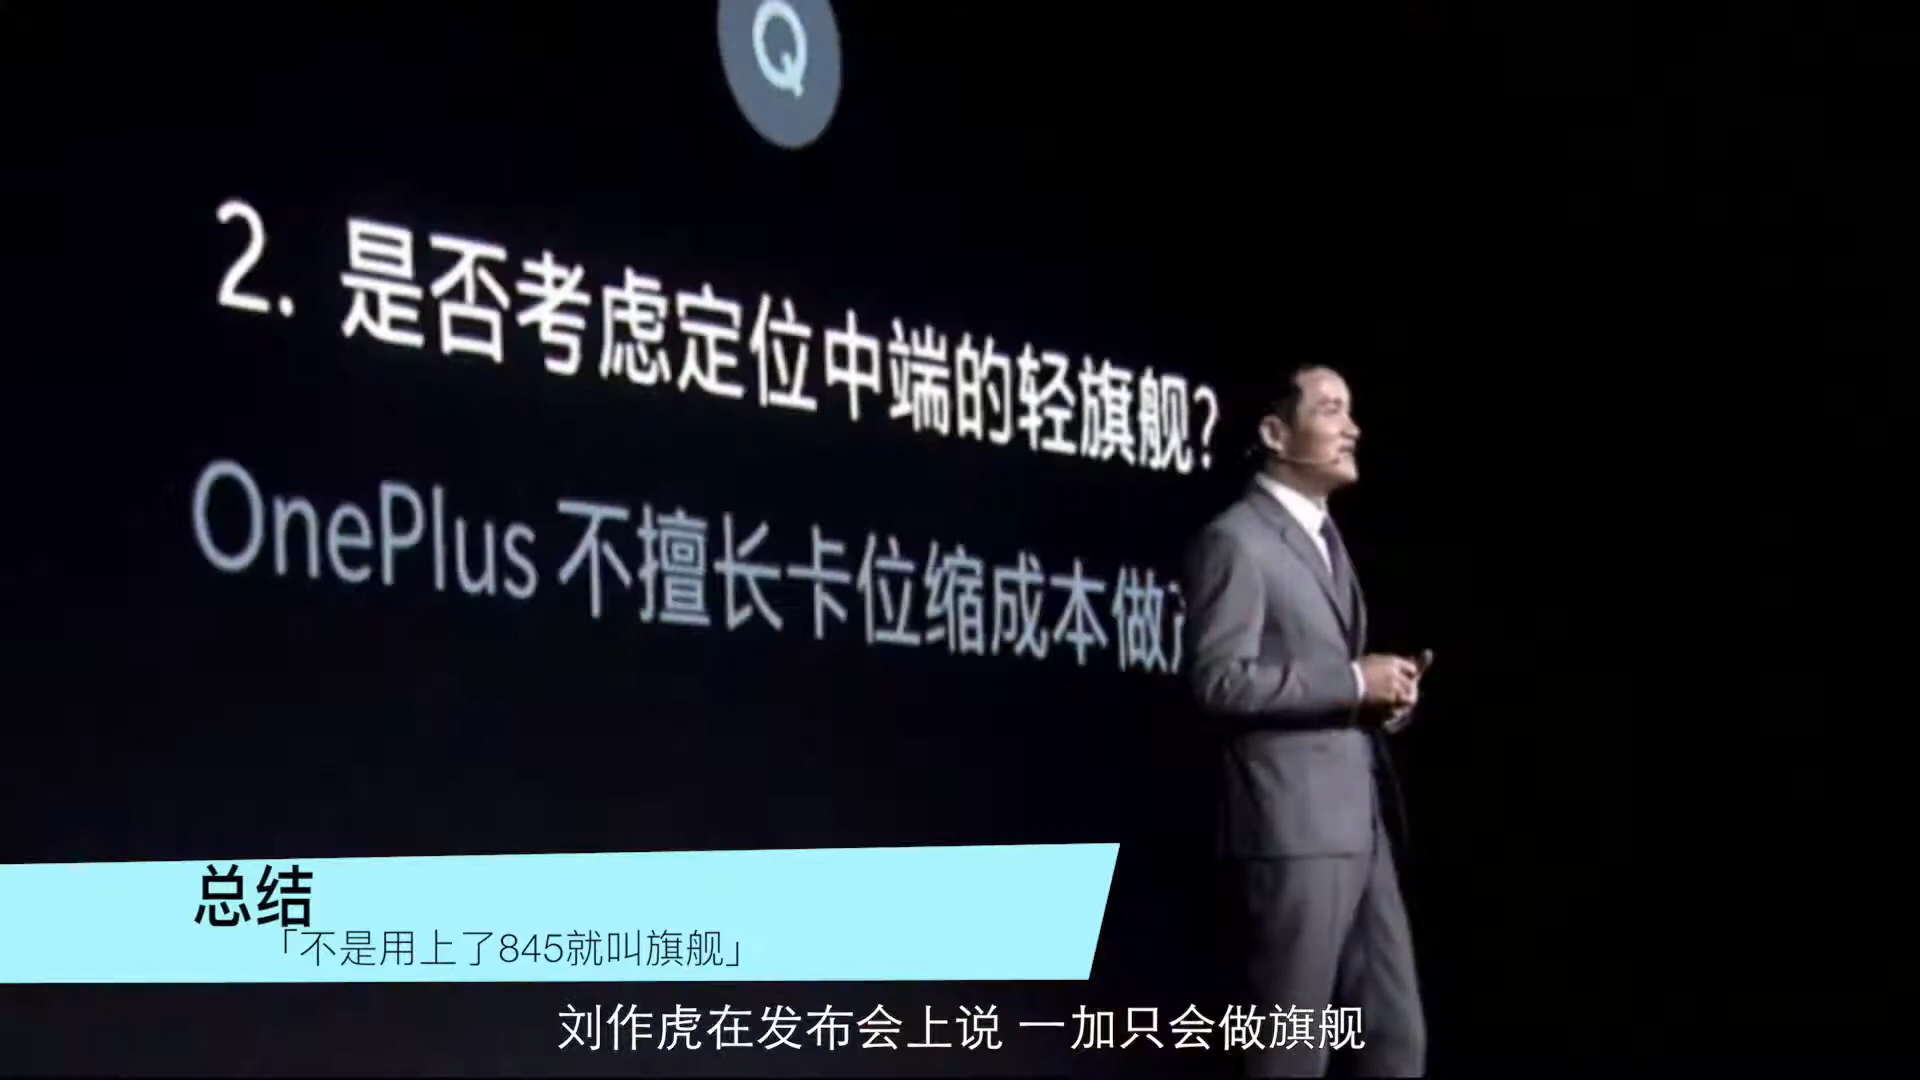 Q
2. 是否考虑定位中端的轻旗舰?
OnePlus 不擅长卡位缩成本做
总结
「不是用上了845就叫旗舰」
刘作虎在发布会上说 一加只会做旗舰